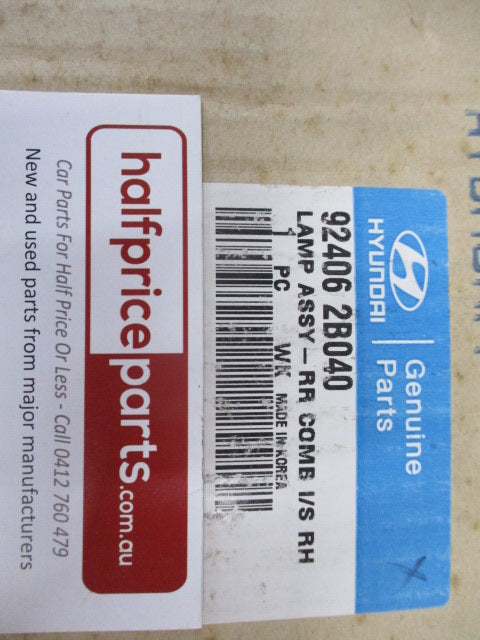 HYUNDAI
Genuine
Parts
92406 2B040
LAMP ASSY-RR COMB I/S RH
1 PC WK MADE IN KOREA
halfpriceparts.com.au
Car Parts For Half Price Or Less - Call 0412 760 479
New and used parts from major manufacturers